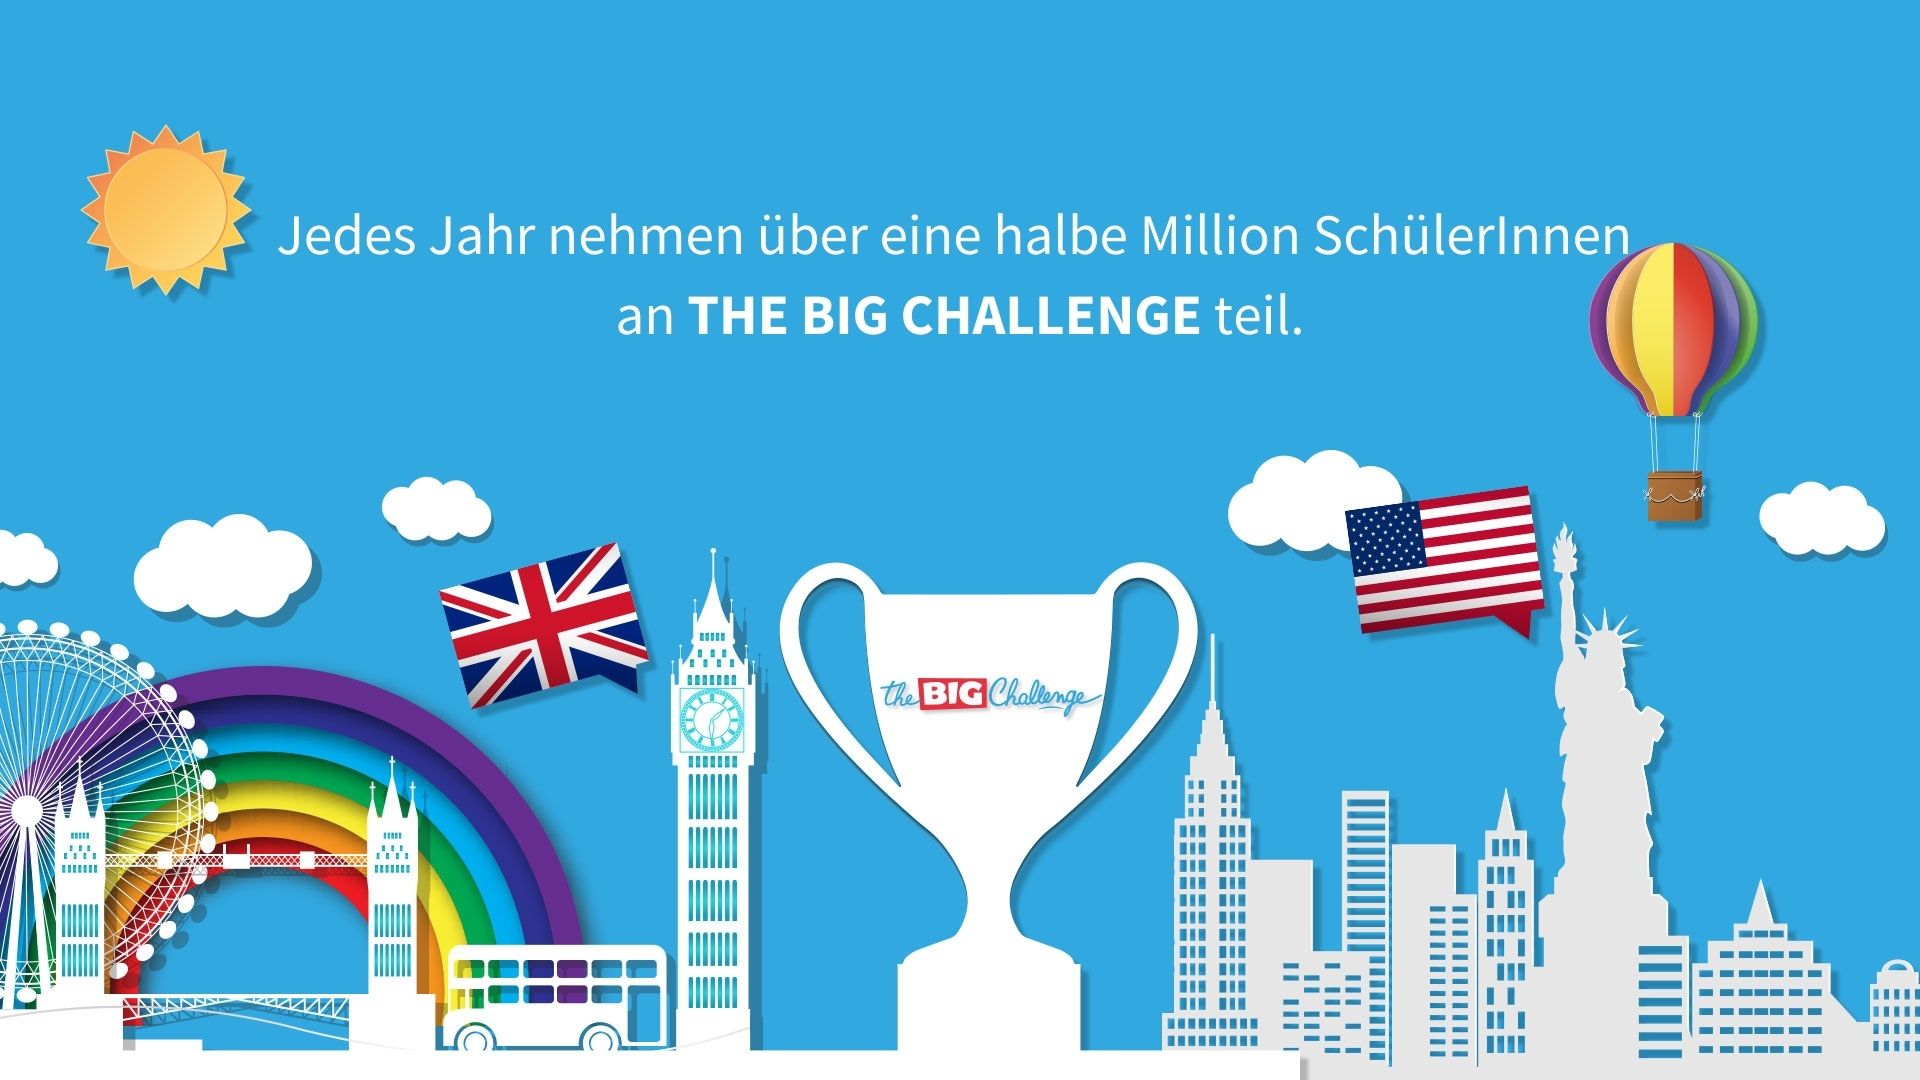 Jedes Jahr nehmen über eine halbe Million SchülerInnen
an THE BIG CHALLENGE teil.
the BIG Challenge